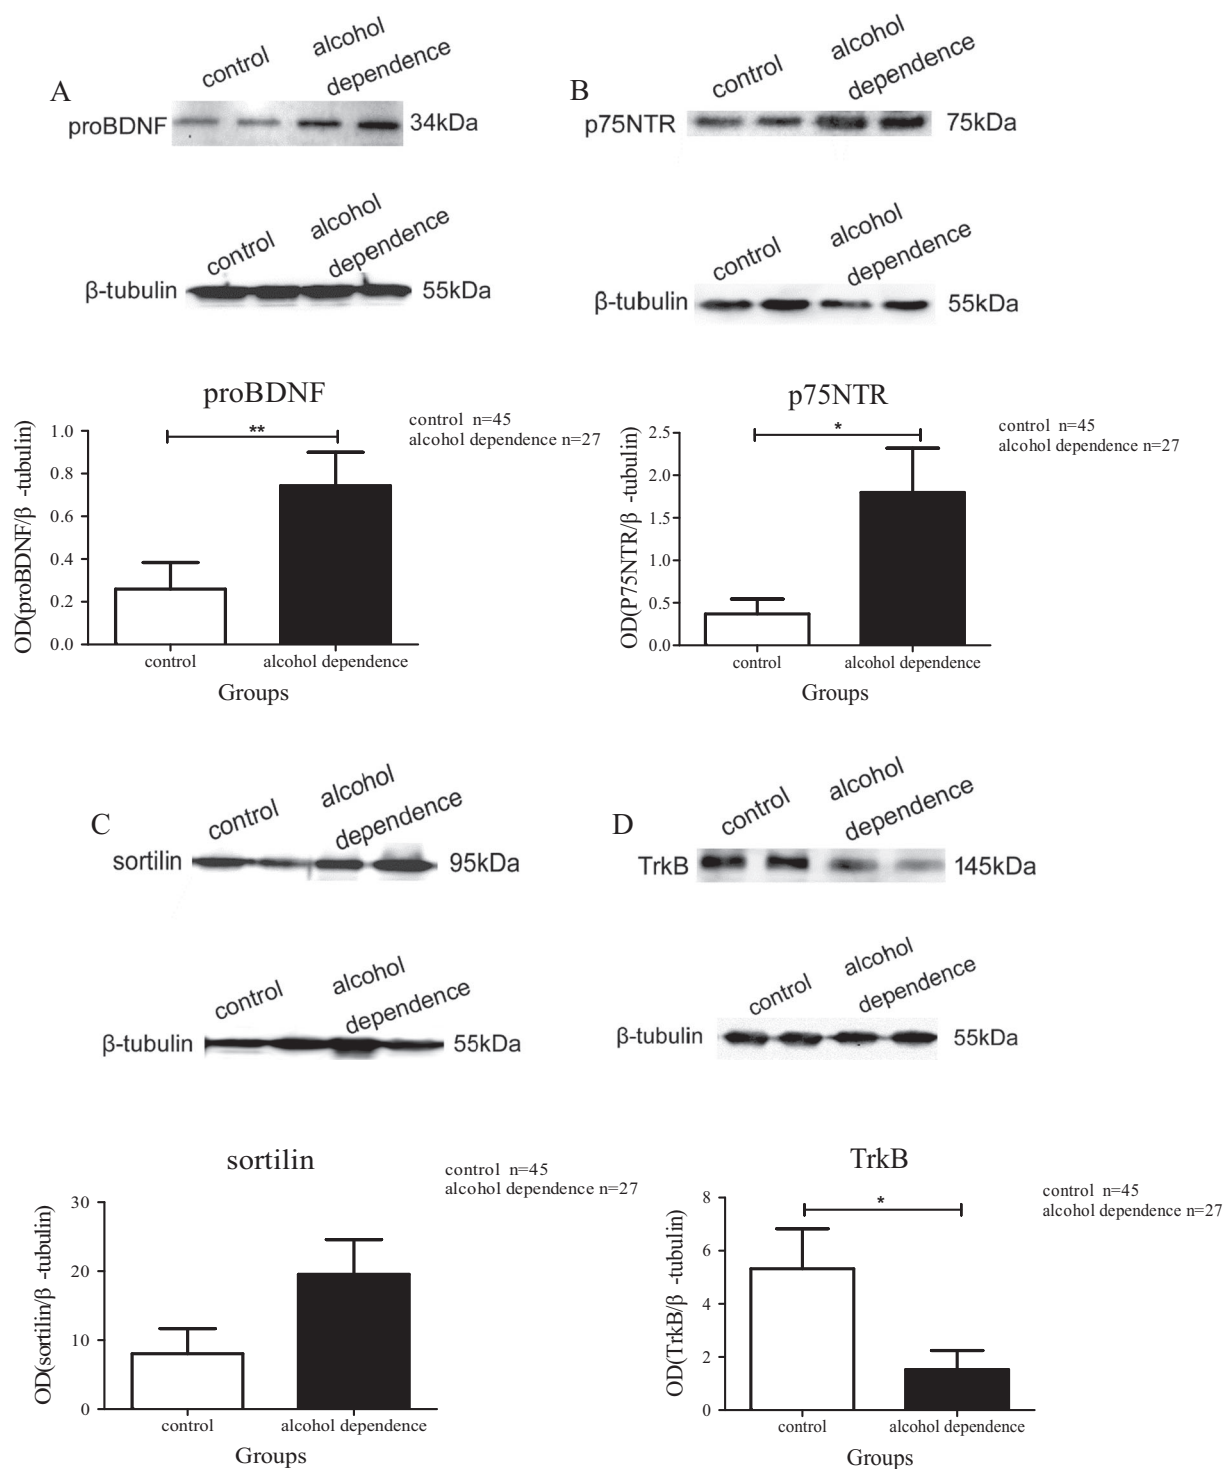 A
control
alcohol
dependence
proBDNF
34kDa
control
alcohol
dependence
β-tubulin
55kDa
proBDNF
control n=45
alcohol dependence n=27
**
OD(proBDNF/β -tubulin)
1.0
0.8
0.6
0.4
0.2
0.0
control
alcohol dependence
Groups
B
control
alcohol
dependence
p75NTR
75kDa
control
alcohol
dependence
β-tubulin
55kDa
p75NTR
control n=45
alcohol dependence n=27
*
OD(P75NTR/β -tubulin)
2.5
2.0
1.5
1.0
0.5
0.0
control
alcohol dependence
Groups
C
control
alcohol
dependence
sortilin
95kDa
control
alcohol
dependence
β-tubulin
55kDa
sortilin
control n=45
alcohol dependence n=27
OD(sortilin/β -tubulin)
30
20
10
0
control
alcohol dependence
Groups
D
control
alcohol
dependence
TrkB
145kDa
control
alcohol
dependence
β-tubulin
55kDa
TrkB
control n=45
alcohol dependence n=27
*
OD(TrkB/β -tubulin)
8
6
4
2
0
control
alcohol dependence
Groups